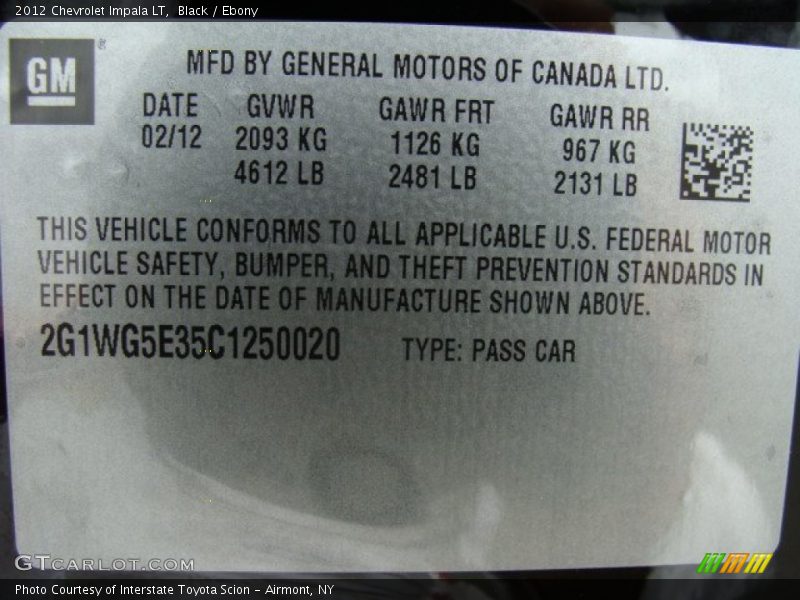 2012 Chevrolet Impala LT, Black / Ebony
GM
MFD BY GENERAL MOTORS OF CANADA LTD.
DATE GVWR GAWR FRT GAWR RR
02/12 2093 KG 1126 KG 967 KG
4612 LB 2481 LB 2131 LB
THIS VEHICLE CONFORMS TO ALL APPLICABLE U.S. FEDERAL MOTOR
VEHICLE SAFETY, BUMPER, AND THEFT PREVENTION STANDARDS IN
EFFECT ON THE DATE OF MANUFACTURE SHOWN ABOVE.
2G1WG5E35C1250020 TYPE: PASS CAR
GTCARLOT.COM
Photo Courtesy of Interstate Toyota Scion - Airmont, NY